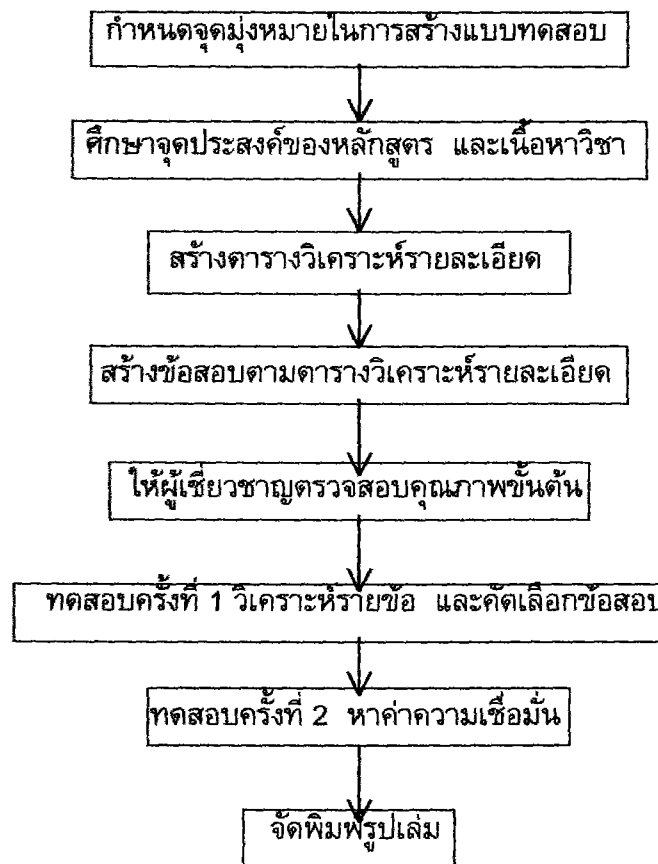 กำหนดจุดมุ่งหมายในการสร้างแบบทดสอบ
ศึกษาจุดประสงค์ของหลักสูตร และเนื้อหาวิชา
สร้างตารางวิเคราะห์รายละเอียด
สร้างข้อสอบตามตารางวิเคราะห์รายละเอียด
ให้ผู้เชี่ยวชาญตรวจสอบคุณภาพขั้นต้น
ทดสอบครั้งที่ 1 วิเคราะห์รายข้อ และคัดเลือกข้อสอบ
ทดสอบครั้งที่ 2 หาค่าความเชื่อมั่น
จัดพิมพ์รูปเล่ม